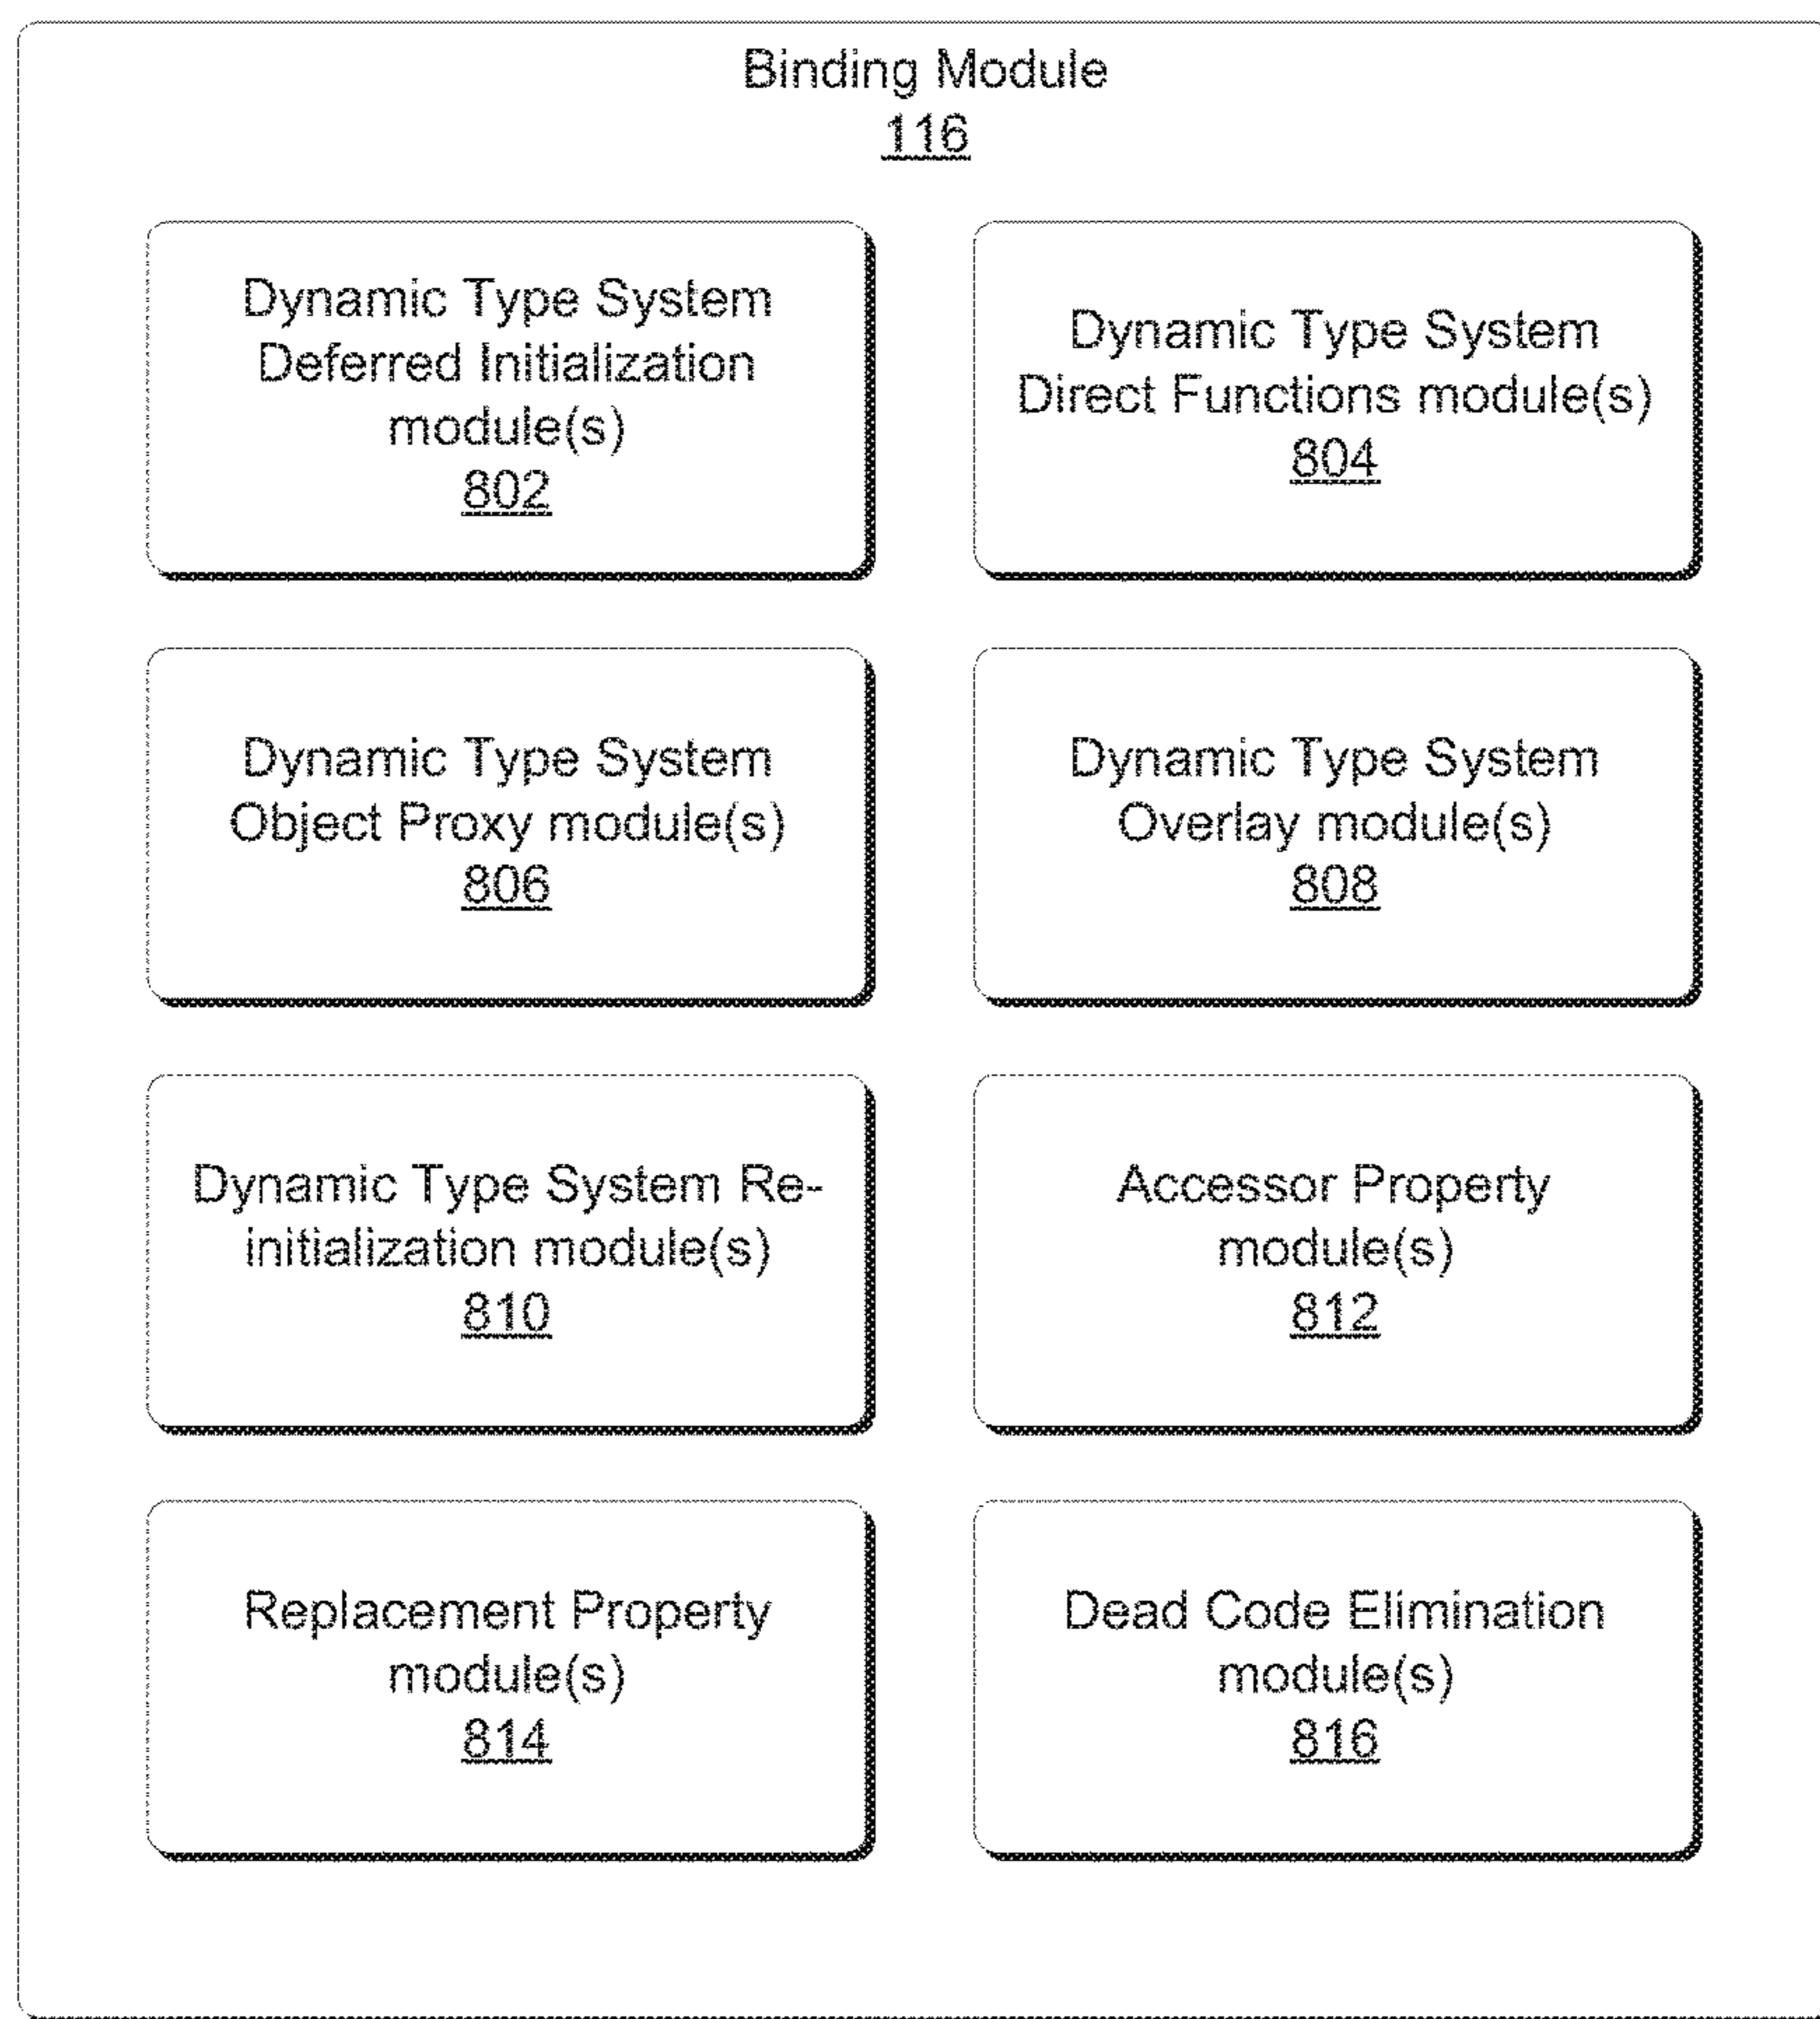 Binding Module
116
Dynamic Type System
Deferred Initialization
module(s)
802
Dynamic Type System
Direct Functions module(s)
804
Dynamic Type System
Object Proxy module(s)
806
Dynamic Type System
Overlay module(s)
808
Dynamic Type System Re-
initialization module(s)
810
Accessor Property
module(s)
812
Replacement Property
module(s)
814
Dead Code Elimination
module(s)
816